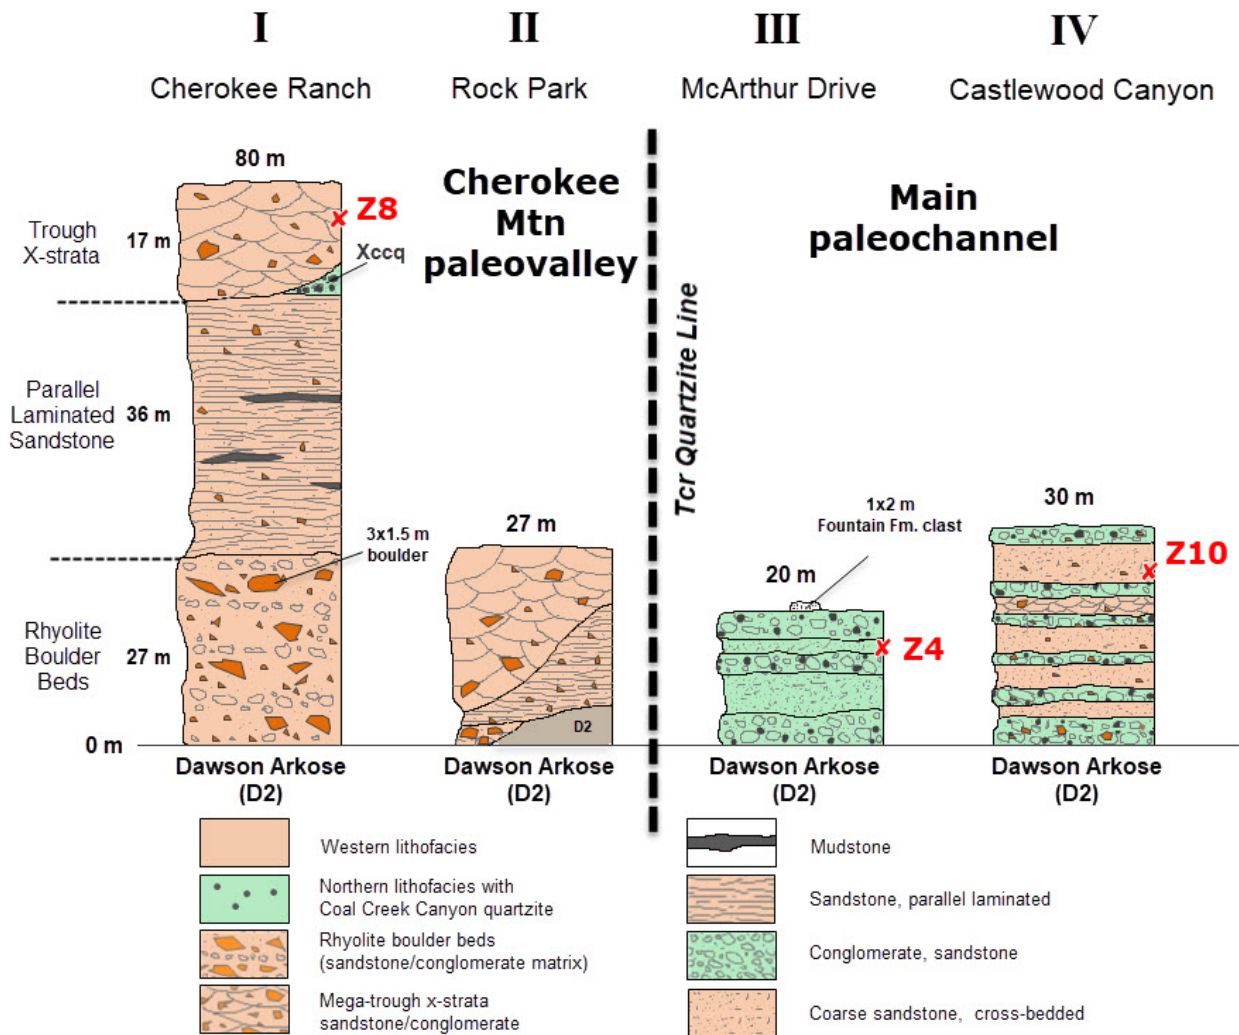 I
II
III
IV
Cherokee Ranch
Rock Park
McArthur Drive
Castlewood Canyon
80 m
Z8
Xccq
Trough
X-strata
17 m
Parallel
Laminated
Sandstone
36 m
Rhyolite
Boulder
Beds
27 m
3x1.5 m
boulder
0 m
Cherokee
Mtn
paleovalley
27 m
D2
Tcr Quartzite Line
Main
paleochannel
1x2 m
Fountain Fm. clast
20 m
Z4
30 m
Z10
Dawson Arkose
(D2)
Dawson Arkose
(D2)
Dawson Arkose
(D2)
Dawson Arkose
(D2)
Western lithofacies
Northern lithofacies with
Coal Creek Canyon quartzite
Rhyolite boulder beds
(sandstone/conglomerate matrix)
Mega-trough x-strata
sandstone/conglomerate
Mudstone
Sandstone, parallel laminated
Conglomerate, sandstone
Coarse sandstone, cross-bedded